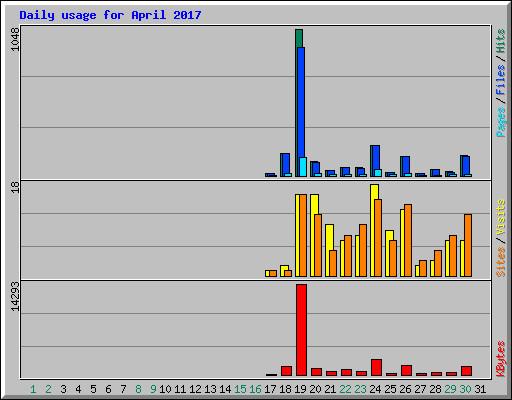 Daily usage for April 2017
1048
Pages / Files / Hits
18
Sites / Visits
14293
KBytes
1 2 3 4 5 6 7 8 9 10 11 12 13 14 15 16 17 18 19 20 21 22 23 24 25 26 27 28 29 30 31